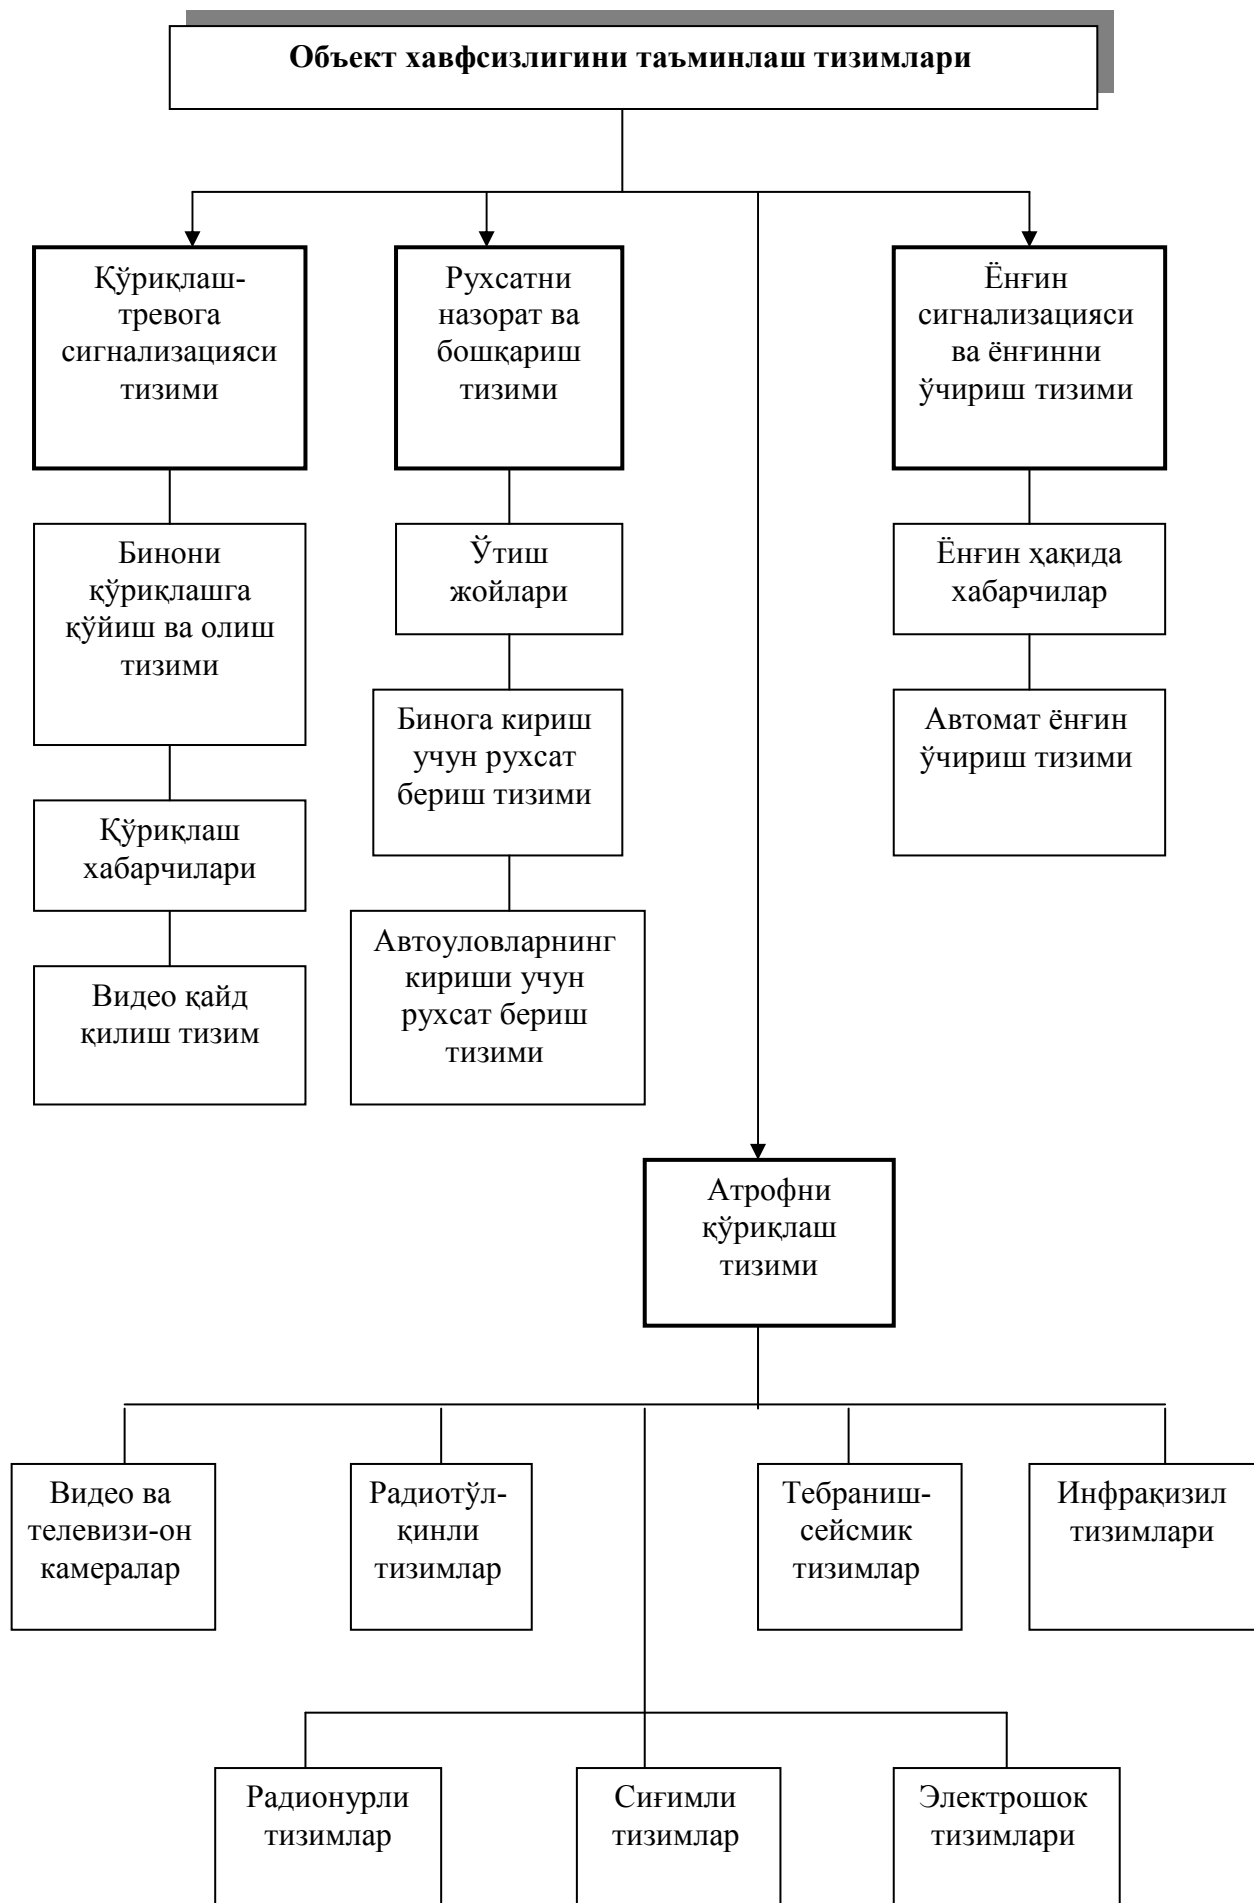 Объект хавфсизлигини таъминлаш тизимлари
Қўриқлаш-
тревога
сигнализацияси
тизими
Рухсатни
назорат ва
бошқариш
тизими
Ёнғин
сигнализацияси
ва ёнғинни
ўчириш тизими
Бинони
қўриқлашга
қўйиш ва олиш
тизими
Ўтиш
жойлари
Ёнғин ҳақида
хабарчилар
Бинога кириш
учун рухсат
бериш тизими
Автомат ёнғин
ўчириш тизими
Қўриқлаш
хабарчилари
Автоуловларнинг
кириши учун
рухсат бериш
тизими
Видео қайд
қилиш тизим
Атрофни
қўриқлаш
тизими
Видео ва
телевизи-он
камералар
Радиотўл-
қинли
тизимлар
Тебраниш-
сейсмик
тизимлар
Инфрақизил
тизимлари
Радионурли
тизимлар
Сиғимли
тизимлар
Электрошок
тизимлари